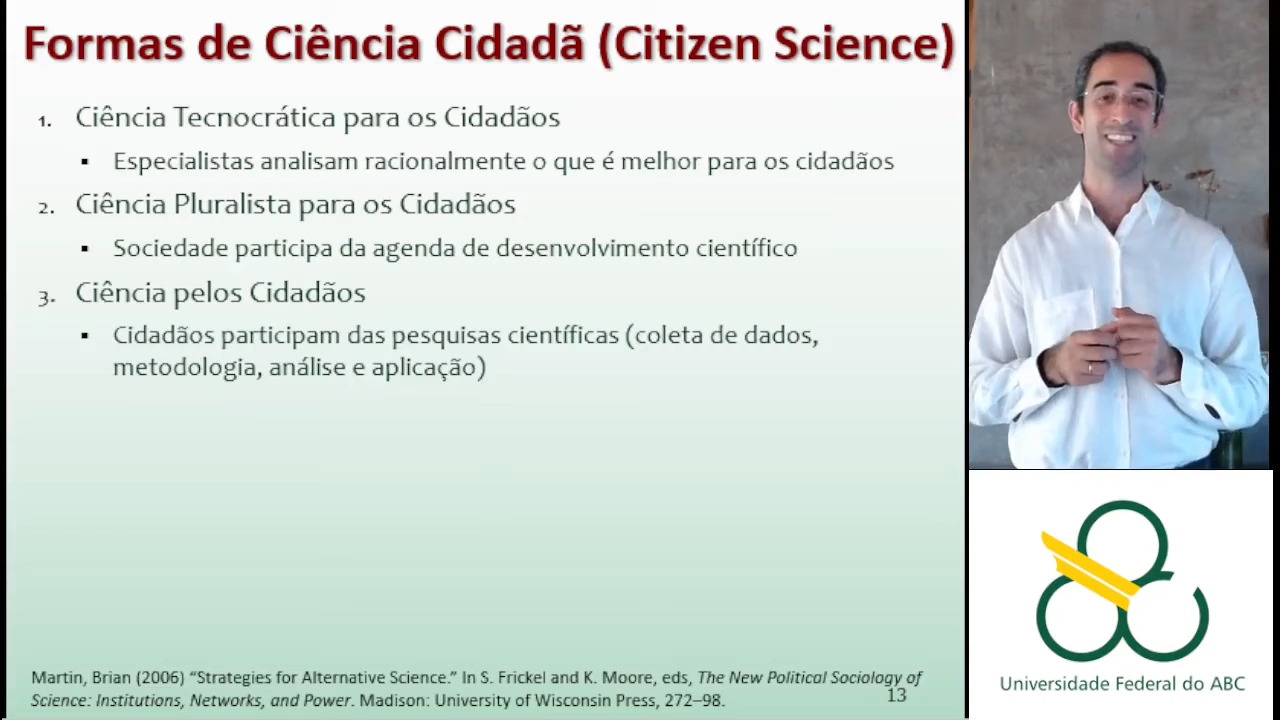 Formas de Ciência Cidadã (Citizen Science)
1. Ciência Tecnocrática para os Cidadãos
▪ Especialistas analisam racionalmente o que é melhor para os cidadãos
2. Ciência Pluralista para os Cidadãos
▪ Sociedade participa da agenda de desenvolvimento científico
3. Ciência pelos Cidadãos
▪ Cidadãos participam das pesquisas científicas (coleta de dados,
metodologia, análise e aplicação)
Martin, Brian (2006) “Strategies for Alternative Science.” In S. Frickel and K. Moore, eds, The New Political Sociology of
Science: Institutions, Networks, and Power. Madison: University of Wisconsin Press, 272–98.
13
Universidade Federal do ABC